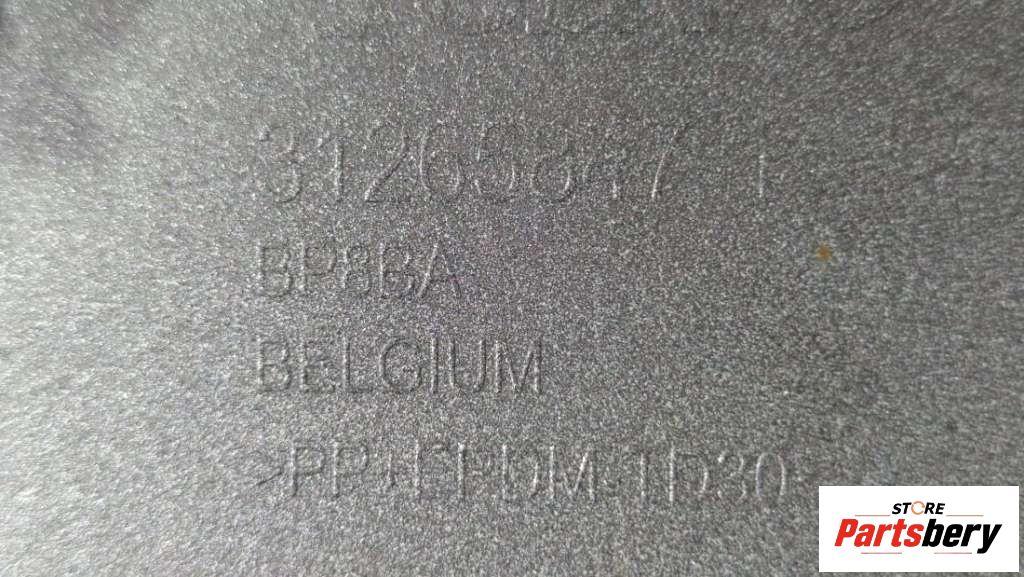 31265847 1
BP8BA
BELGIUM
>PP+EPDM-TD30
STORE
Partsbery